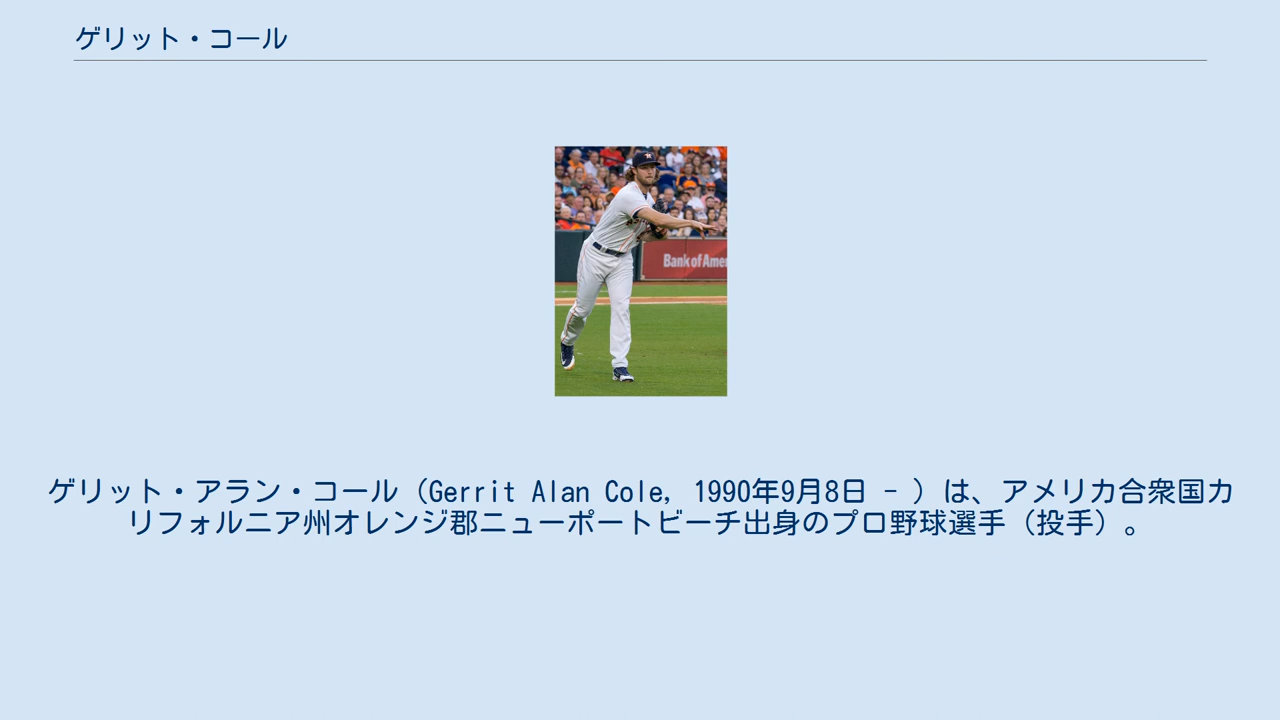 ゲリット・コール
Bank of Amer
ゲリット・アラン・コール（Gerrit Alan Cole, 1990年9月8日 - ）は、アメリカ合衆国カ
リフォルニア州オレンジ郡ニューポートビーチ出身のプロ野球選手（投手）。